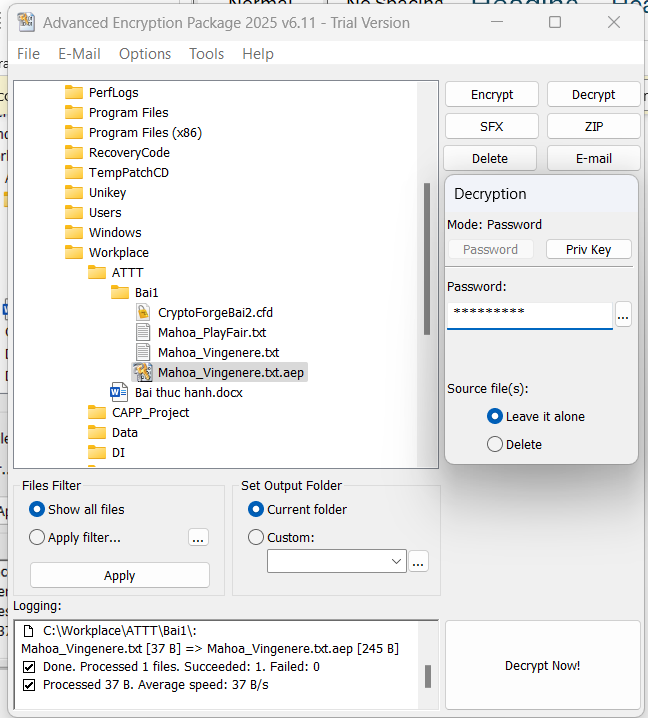 Advanced Encryption Package 2025 v6.11 - Trial Version
File E-Mail Options Tools Help
PerfLogs
Program Files
Program Files (x86)
RecoveryCode
TempPatchCD
Unikey
Users
Windows
Workplace
ATTT
Bai1
CryptoForgeBai2.cfd
Mahoa_PlayFair.txt
Mahoa_Vingenere.txt
Mahoa_Vingenere.txt.aep
Bai thuc hanh.docx
CAPP_Project
Data
DI
Encrypt Decrypt
SFX ZIP
Delete E-mail
Decryption
Mode: Password
Password Priv Key
Password:
*********
...
Source file(s):
Leave it alone
Delete
Files Filter
Show all files
Apply filter...
...
Apply
Set Output Folder
Current folder
Custom:
...
Logging:
C:\Workplace\ATTT\Bai1\:
Mahoa_Vingenere.txt [37 B] => Mahoa_Vingenere.txt.aep [245 B]
Done. Processed 1 files. Succeeded: 1. Failed: 0
Processed 37 B. Average speed: 37 B/s
Decrypt Now!